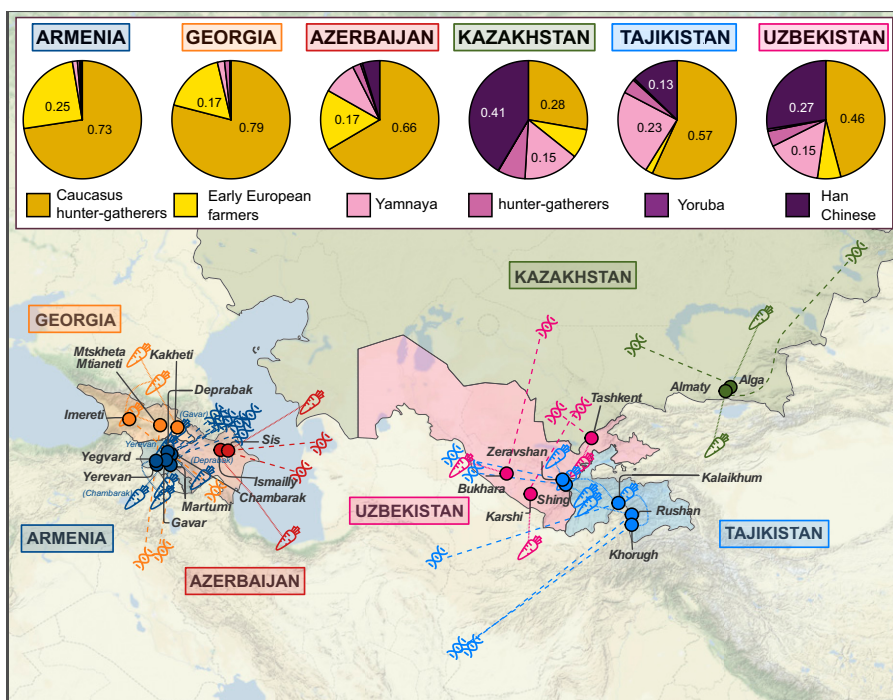 ARMENIA
GEORGIA
AZERBAIJAN
KAZAKHSTAN
TAJIKISTAN
UZBEKISTAN
0.25
0.73
0.17
0.79
0.17
0.66
0.41
0.28
0.15
0.13
0.23
0.57
0.27
0.46
0.15
Caucasus
hunter-gatherers
Early European
farmers
Yamnaya
hunter-gatherers
Yoruba
Han
Chinese
KAZAKHSTAN
GEORGIA
Mtskheta
Mtianeti
Kakheti
Deprabak
Imereti
(Gavar)
Yerevan
Yegvard
(Deprabak)
Sis
Yerevan
(Chambarak)
Ismailly
Chambarak
Martumi
Gavar
ARMENIA
AZERBAIJAN
Almaty
Alga
Tashkent
Zeravshan
Bukhara
Shing
Karshi
Kalaikhum
Rushan
Khorugh
UZBEKISTAN
TAJIKISTAN